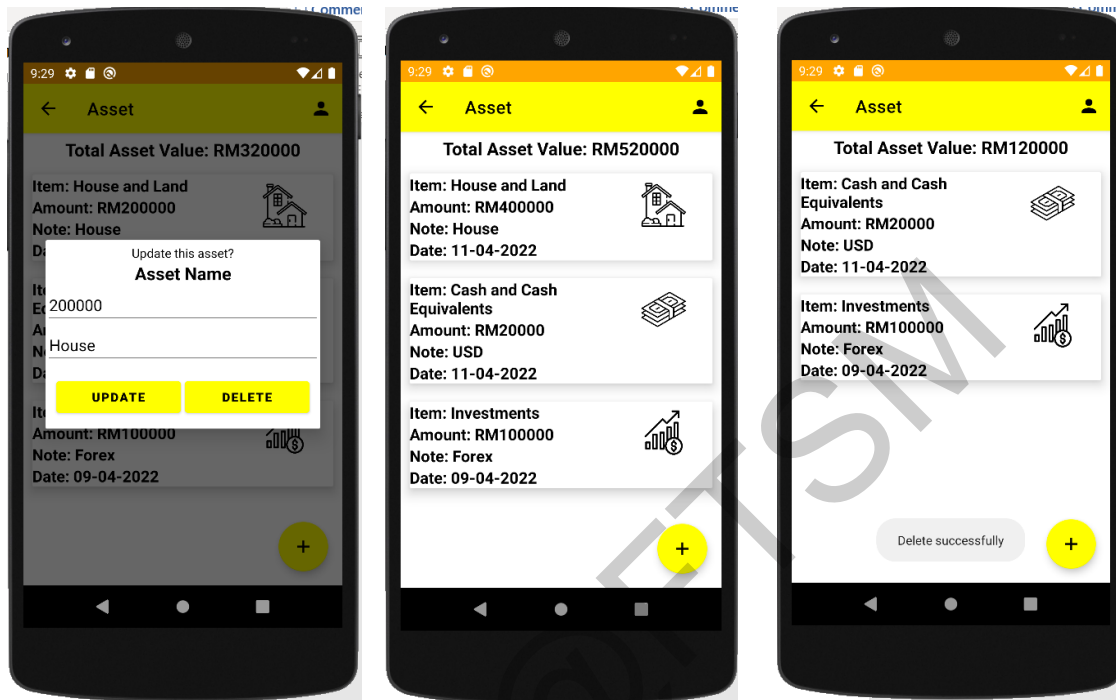 Comme
9:29
Asset
Total Asset Value: RM320000
Item: House and Land
Amount: RM200000
Note: House
Update this asset?
Asset Name
200000
House
UPDATE
DELETE
Amount: RM100000
Note: Forex
Date: 09-04-2022
+
9:29
Asset
Total Asset Value: RM520000
Item: House and Land
Amount: RM400000
Note: House
Date: 11-04-2022
Item: Cash and Cash
Equivalents
Amount: RM20000
Note: USD
Date: 11-04-2022
Item: Investments
Amount: RM100000
Note: Forex
Date: 09-04-2022
+
9:29
Asset
Total Asset Value: RM120000
Item: Cash and Cash
Equivalents
Amount: RM20000
Note: USD
Date: 11-04-2022
Item: Investments
Amount: RM100000
Note: Forex
Date: 09-04-2022
Delete successfully
+
@FTSM